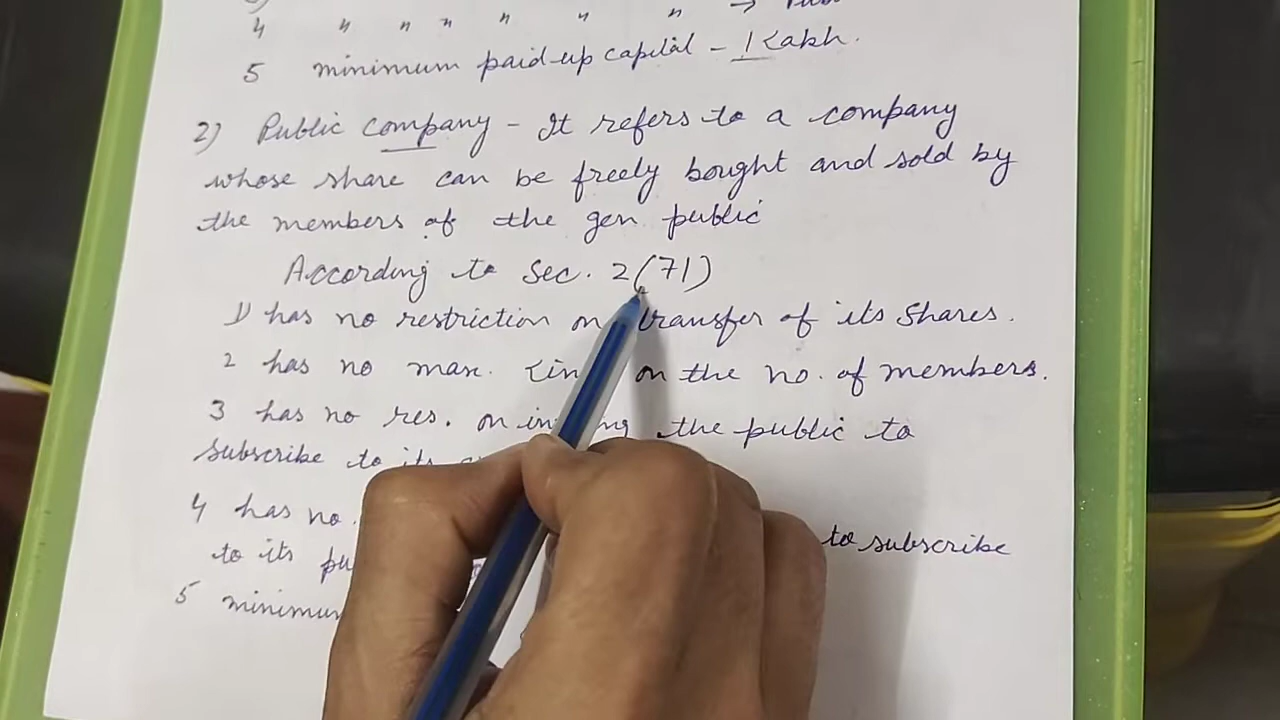 4 " " " " "
5 minimum paid-up capital - 1 Lakh.
2) Public company - It refers to a company
whose share can be freely bought and sold by
the members of the gen public
According to Sec. 2(71)
1) has no restriction on transfer of its Shares.
2 has no max. on the no. of members.
3 has no res. on the public to
subscribe to its
4 has no
to subscribe
to its
5